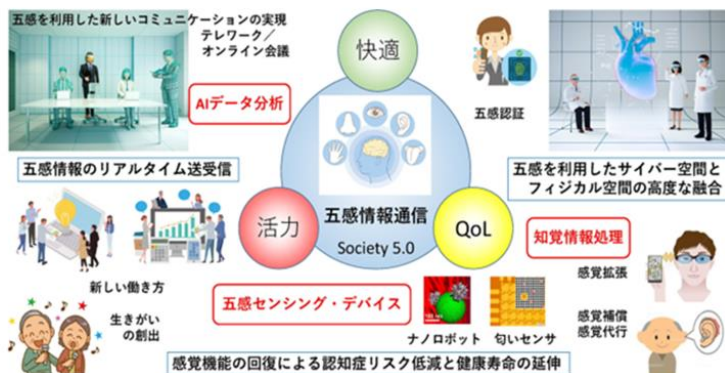 五感を利用した新しいコミュニケーションの実現
テレワーク／
オンライン会議
快適
AIデータ分析
五感認証
五感情報のリアルタイム送受信
五感を利用したサイバー空間と
フィジカル空間の高度な融合
活力
五感情報通信
Society 5.0
QoL
知覚情報処理
新しい働き方
感覚拡張
五感センシング・デバイス
生きがい
の創出
ナノロボット
匂いセンサ
感覚補償
感覚代行
感覚機能の回復による認知症リスク低減と健康寿命の延伸